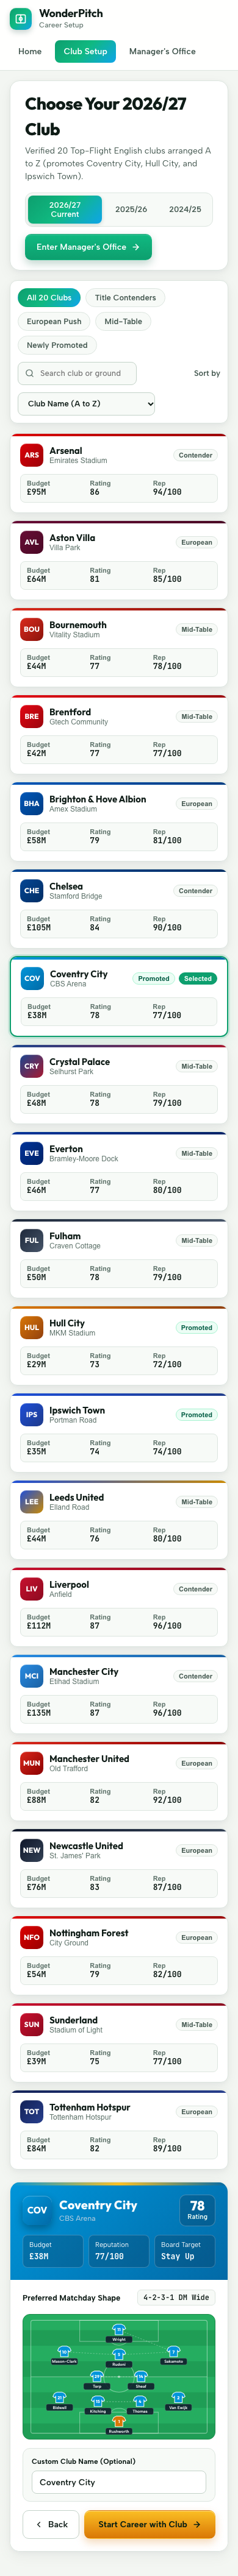 WonderPitch
Career Setup
Home
Club Setup
Manager's Office
Choose Your 2026/27
Club
Verified 20 Top-Flight English clubs arranged A
to Z (promotes Coventry City, Hull City, and
Ipswich Town).
2026/27
Current
2025/26
2024/25
Enter Manager's Office →
All 20 Clubs
Title Contenders
European Push
Mid-Table
Newly Promoted
Search club or ground
Sort by
Club Name (A to Z)
ARS
Arsenal
Emirates Stadium
Contender
Budget Rating Rep
£95M 86 94/100
AVL
Aston Villa
Villa Park
European
Budget Rating Rep
£64M 81 85/100
BOU
Bournemouth
Vitality Stadium
Mid-Table
Budget Rating Rep
£44M 77 78/100
BRE
Brentford
Gtech Community
Mid-Table
Budget Rating Rep
£42M 77 77/100
BHA
Brighton & Hove Albion
Amex Stadium
European
Budget Rating Rep
£58M 79 81/100
CHE
Chelsea
Stamford Bridge
Contender
Budget Rating Rep
£105M 84 90/100
COV
Coventry City
CBS Arena
Promoted
Selected
Budget Rating Rep
£38M 78 77/100
CRY
Crystal Palace
Selhurst Park
Mid-Table
Budget Rating Rep
£48M 78 79/100
EVE
Everton
Bramley-Moore Dock
Mid-Table
Budget Rating Rep
£46M 77 80/100
FUL
Fulham
Craven Cottage
Mid-Table
Budget Rating Rep
£50M 78 79/100
HUL
Hull City
MKM Stadium
Promoted
Budget Rating Rep
£29M 73 72/100
IPS
Ipswich Town
Portman Road
Promoted
Budget Rating Rep
£35M 74 74/100
LEE
Leeds United
Elland Road
Mid-Table
Budget Rating Rep
£44M 76 80/100
LIV
Liverpool
Anfield
Contender
Budget Rating Rep
£112M 87 96/100
MCI
Manchester City
Etihad Stadium
Contender
Budget Rating Rep
£135M 87 96/100
MUN
Manchester United
Old Trafford
European
Budget Rating Rep
£88M 82 92/100
NEW
Newcastle United
St. James' Park
European
Budget Rating Rep
£76M 83 87/100
NFO
Nottingham Forest
City Ground
European
Budget Rating Rep
£54M 79 82/100
SUN
Sunderland
Stadium of Light
Mid-Table
Budget Rating Rep
£39M 75 77/100
TOT
Tottenham Hotspur
Tottenham Hotspur
European
Budget Rating Rep
£84M 82 89/100
COV
Coventry City
CBS Arena
78
Rating
Budget
£38M
Reputation
77/100
Board Target
Stay Up
Preferred Matchday Shape
4-2-3-1 DM Wide
Wright
Mason-Clark
Rudoni
Sakamoto
Torp
Sheaf
Bidwell
Kitching
Thomas
Van Ewijk
Rushworth
Custom Club Name (Optional)
Coventry City
Back
Start Career with Club →